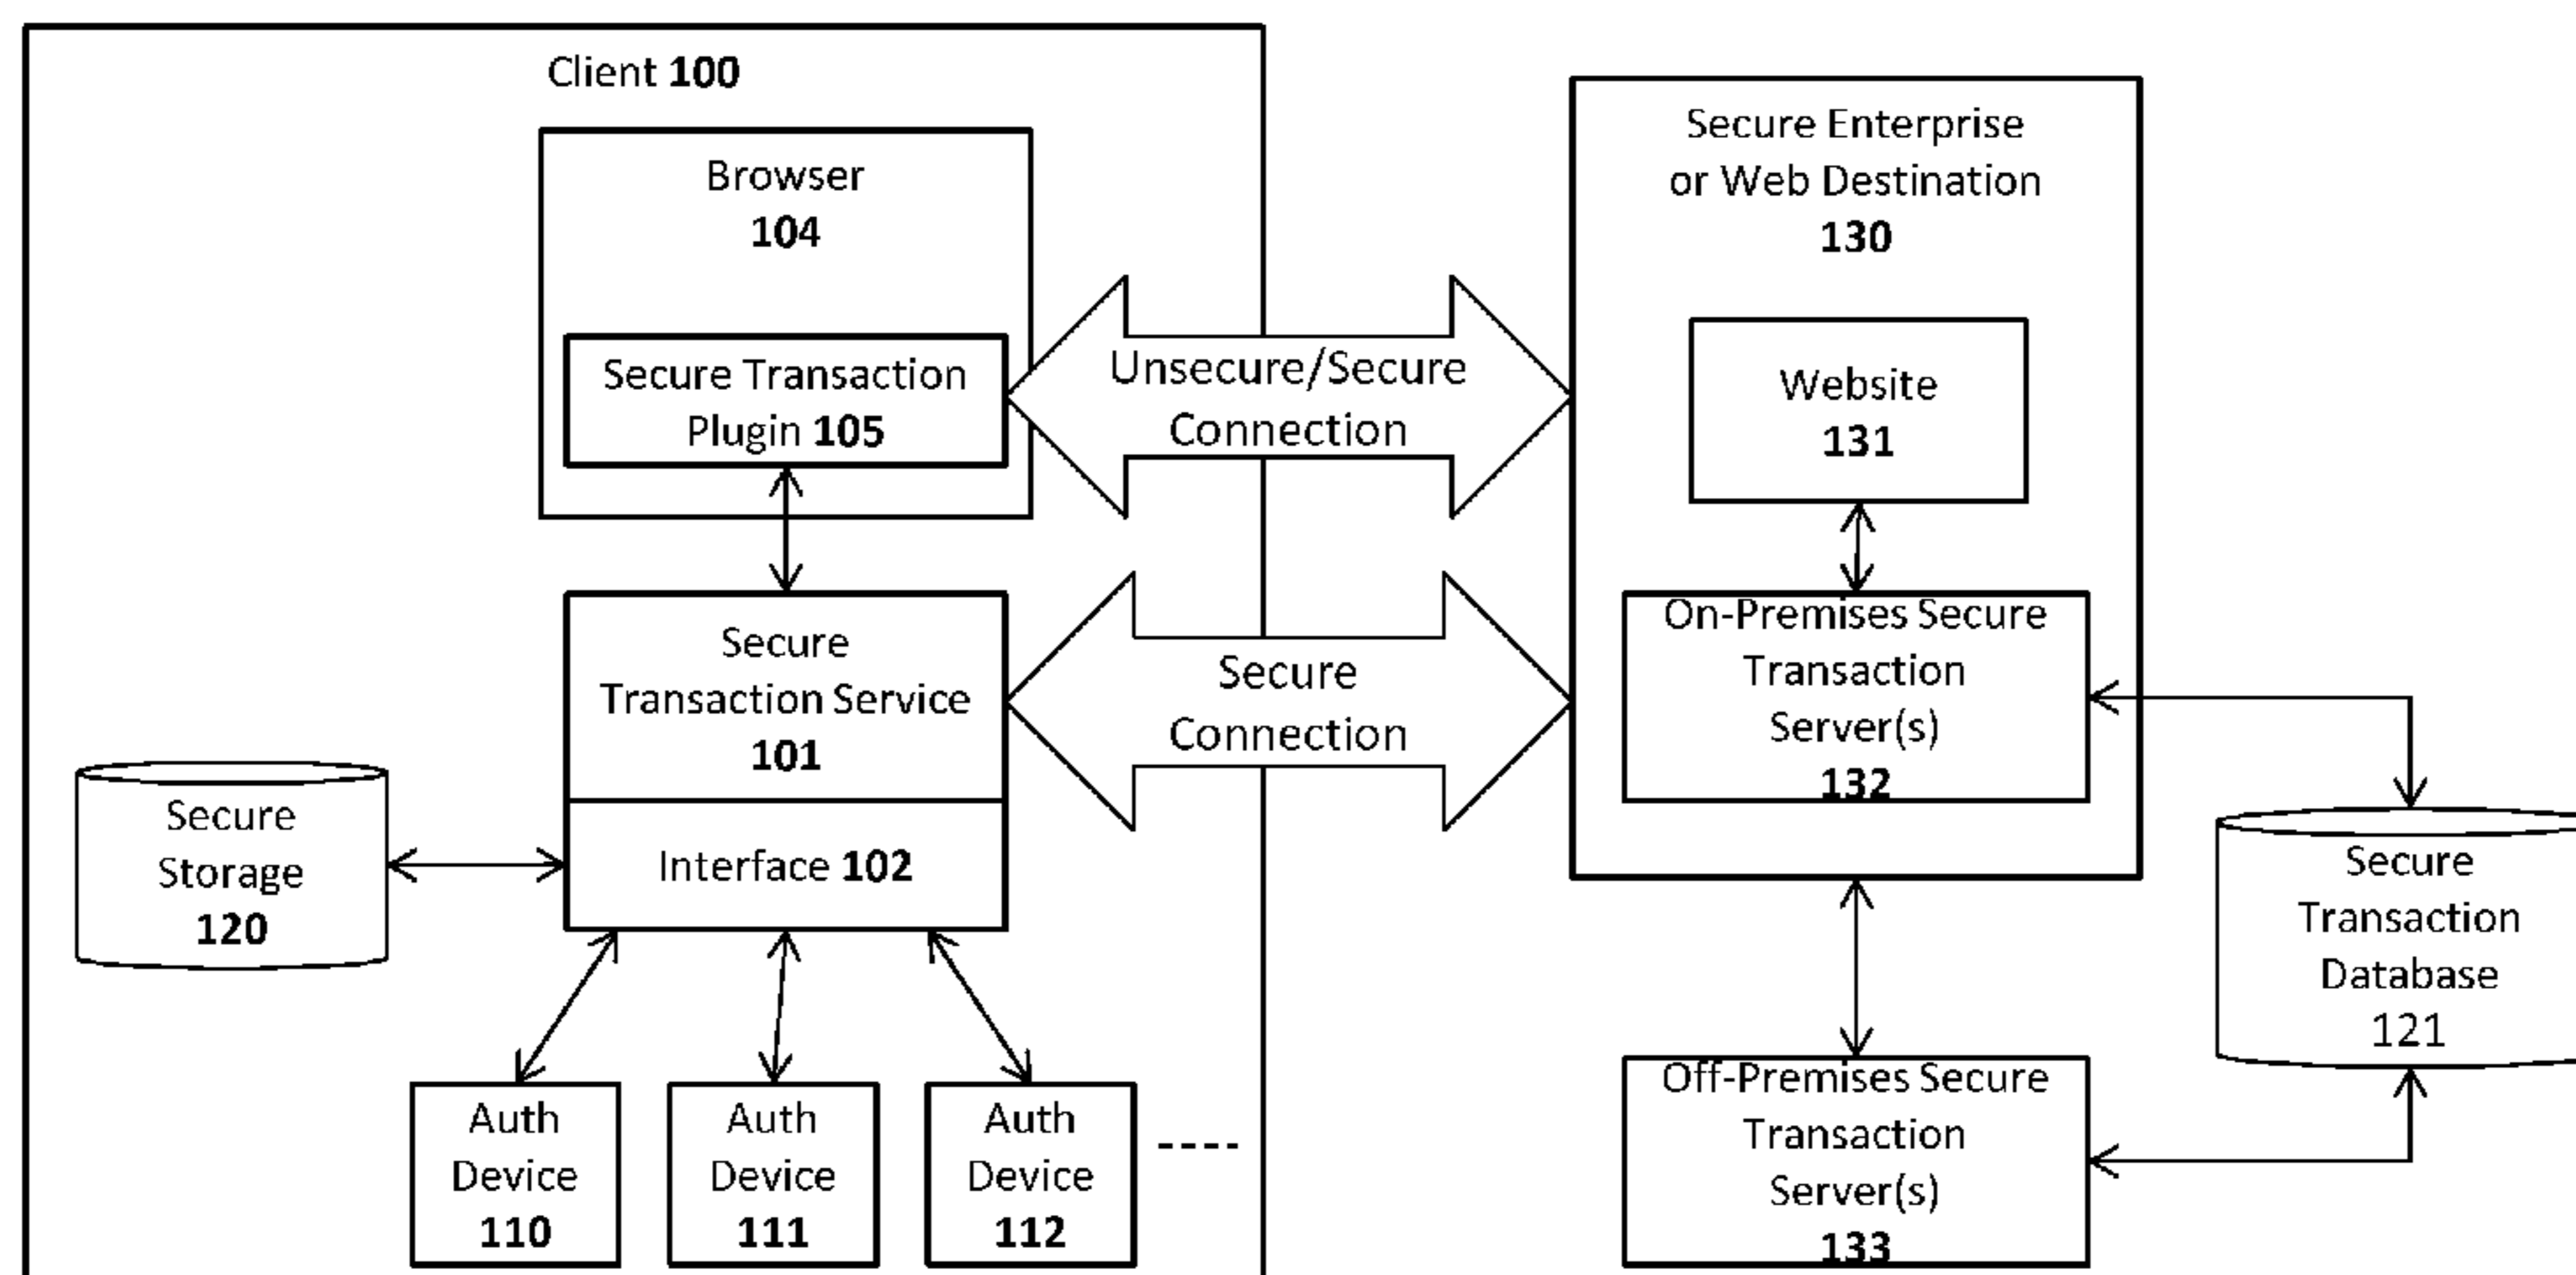 Client 100
Browser
104
Secure Transaction
Plugin 105
Unsecure/Secure
Connection
Secure Enterprise
or Web Destination
130
Website
131
Secure
Transaction Service
101
Interface 102
Secure
Connection
On-Premises Secure
Transaction
Server(s)
132
Secure
Storage
120
Secure
Transaction
Database
121
Auth
Device
110
Auth
Device
111
Auth
Device
112
----
Off-Premises Secure
Transaction
Server(s)
133